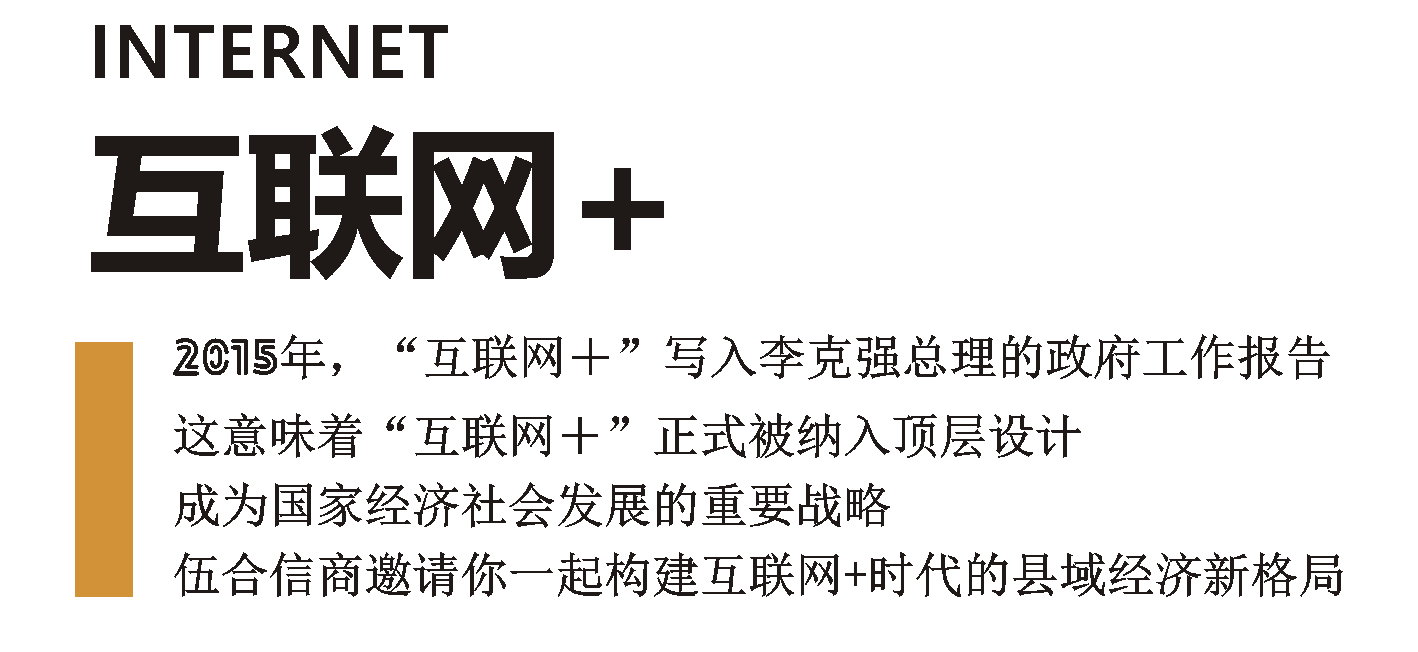 INTERNET
互联网+
2015年，“互联网＋”写入李克强总理的政府工作报告
这意味着“互联网＋”正式被纳入顶层设计
成为国家经济社会发展的重要战略
伍合信商邀请你一起构建互联网+时代的县域经济新格局